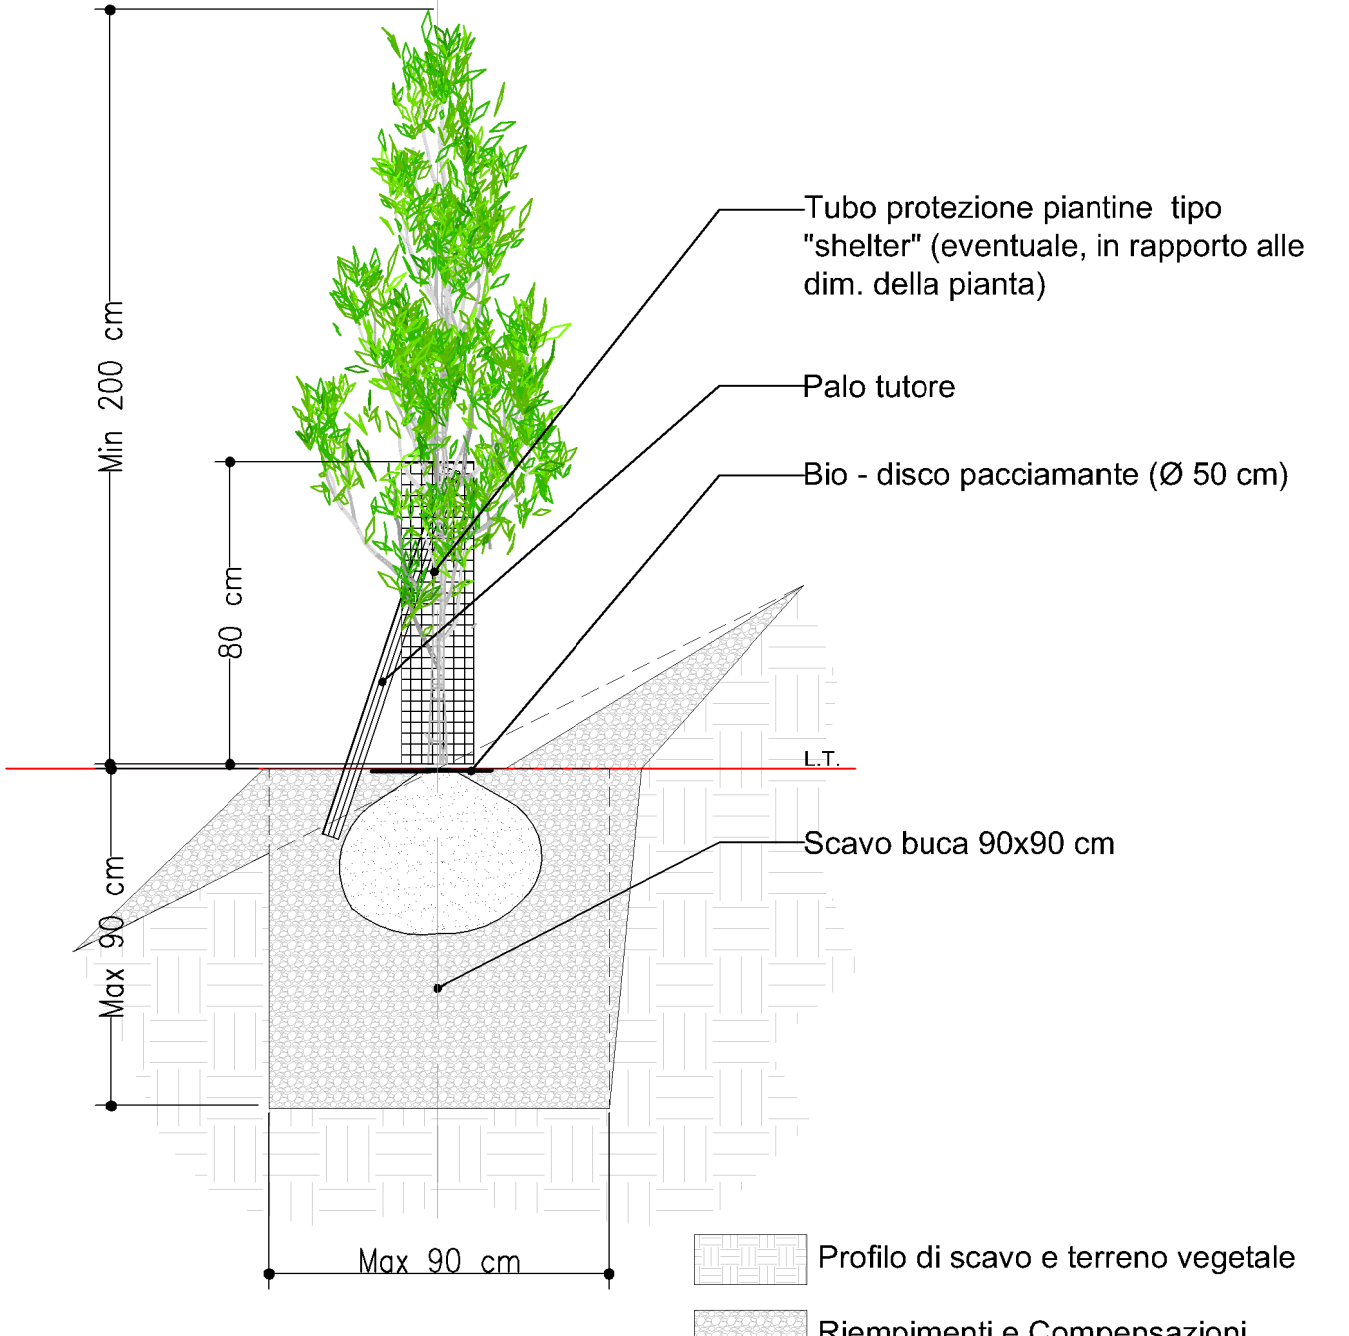 Tubo protezione piantine  tipo
"shelter" (eventuale, in rapporto alle
dim. della pianta)
Min 200 cm
Palo tutore
Bio - disco pacciamante (Ø 50 cm)
80 cm
L.T.
Scavo buca 90x90 cm
Max 90 cm
Max 90 cm
Profilo di scavo e terreno vegetale
Riempimenti e Compensazioni